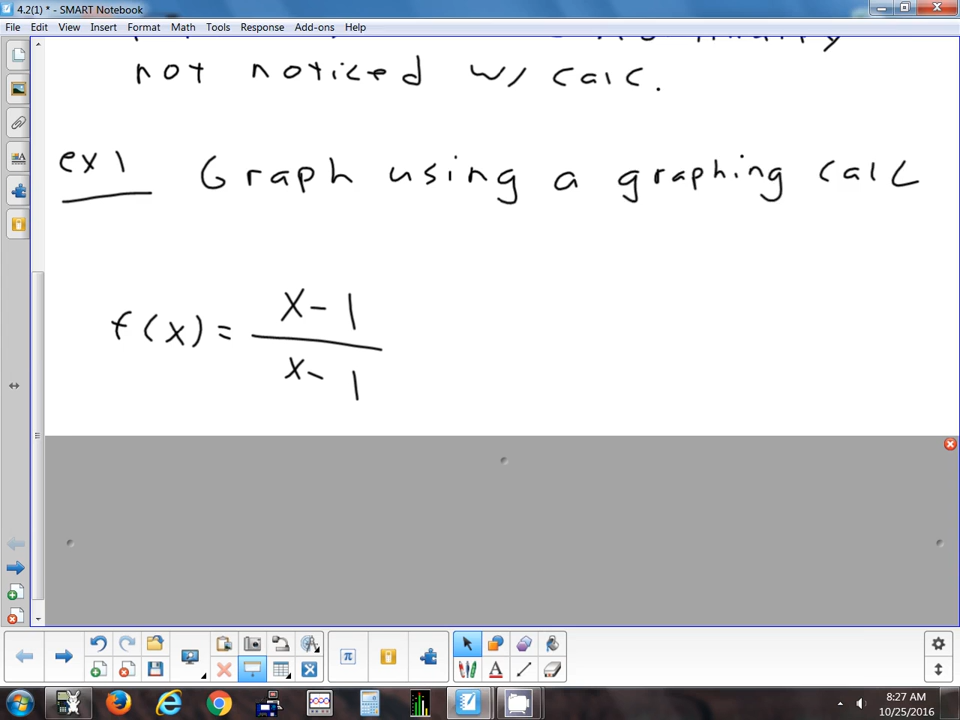 4.2(1) * - SMART Notebook
File Edit View Insert Format Math Tools Response Add-ons Help
not noticed w/ calc.
ex 1 Graph using a graphing calc
f(x) = x-1
x-1
π
A
8:27 AM
10/25/2016